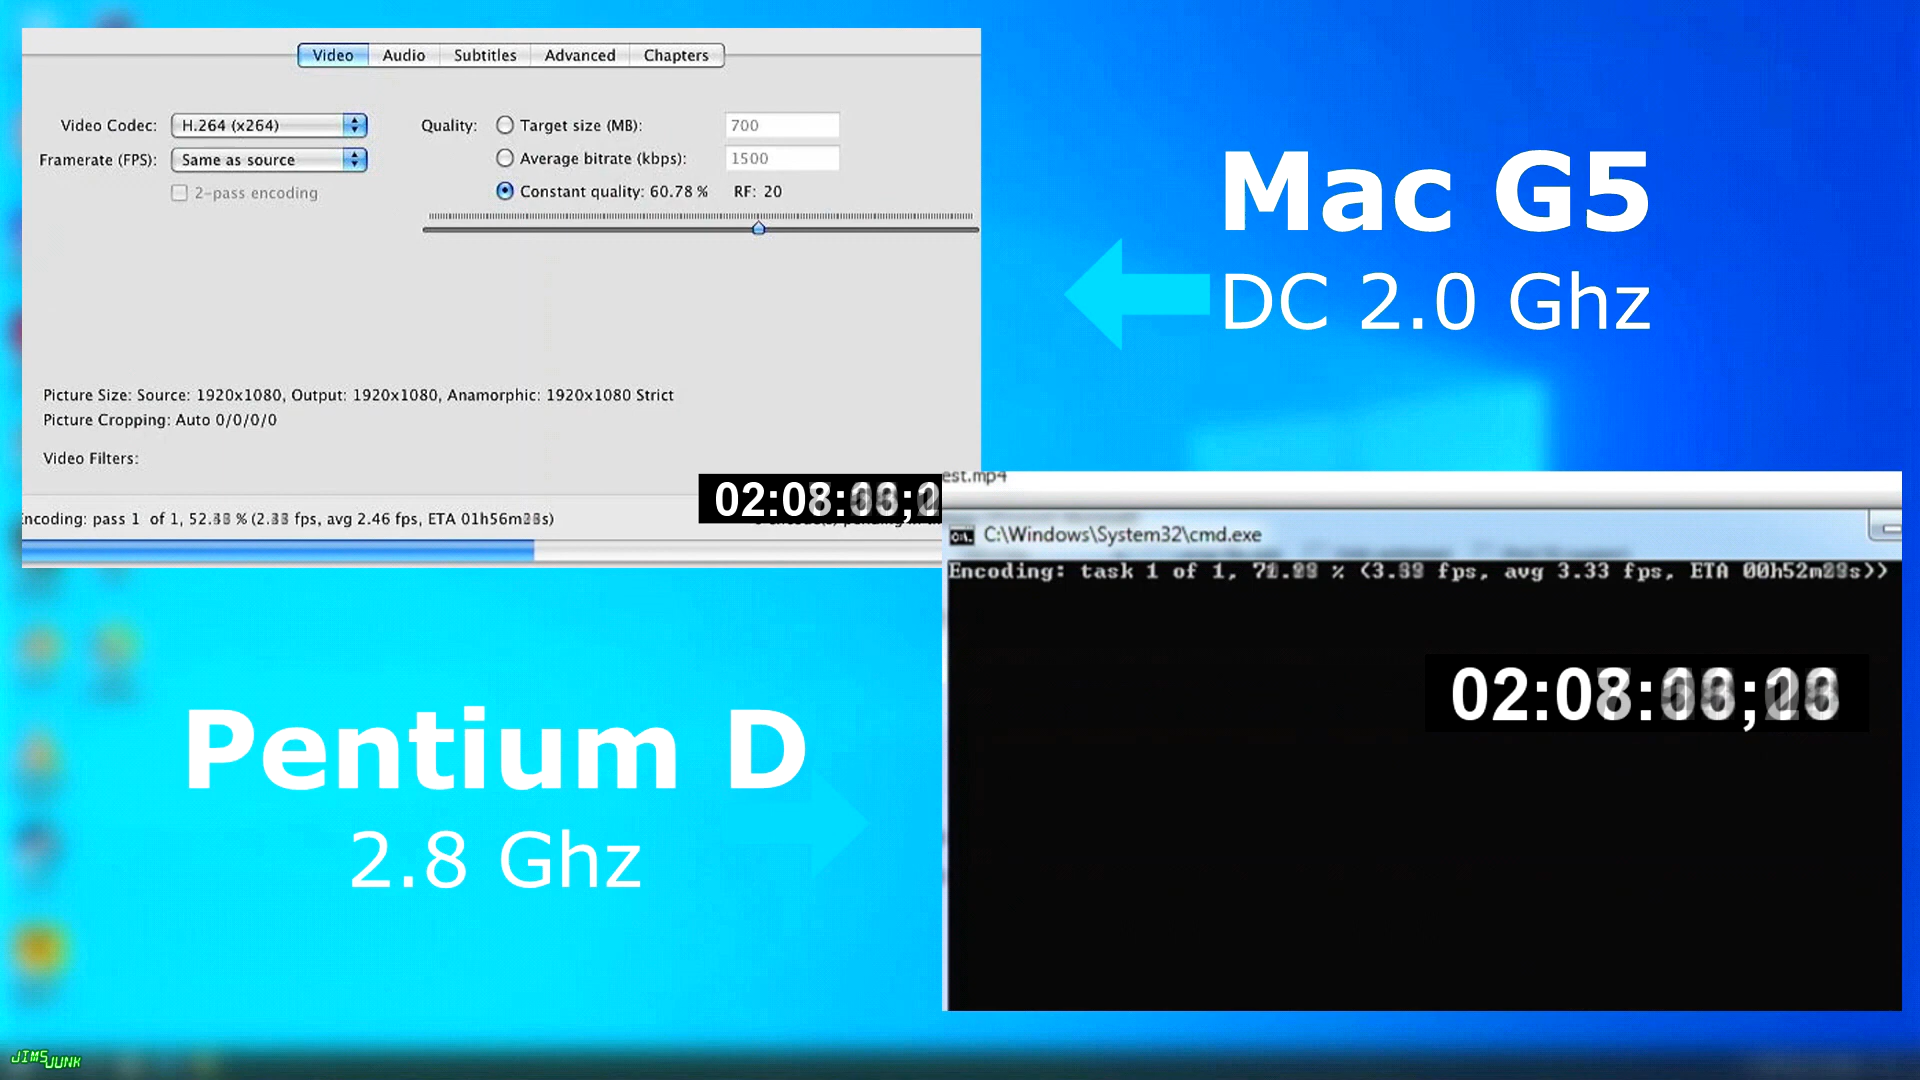 Video Audio Subtitles Advanced Chapters
Video Codec: H.264 (x264) Quality: Target size (MB): 700
Framerate (FPS): Same as source Average bitrate (kbps): 1500
2-pass encoding Constant quality: 60.78 % RF: 20
Picture Size: Source: 1920x1080, Output: 1920x1080, Anamorphic: 1920x1080 Strict
Picture Cropping: Auto 0/0/0/0
Video Filters:
pass 1 of 1, fps, avg 2.46 fps, ETA
Mac G5
DC 2.0 Ghz
est.mp4
C:\Windows\System32\cmd.exe
Encoding: task 1 of 1, % fps, avg 3.33 fps, ETA
Pentium D
2.8 Ghz
JIMS JUNK